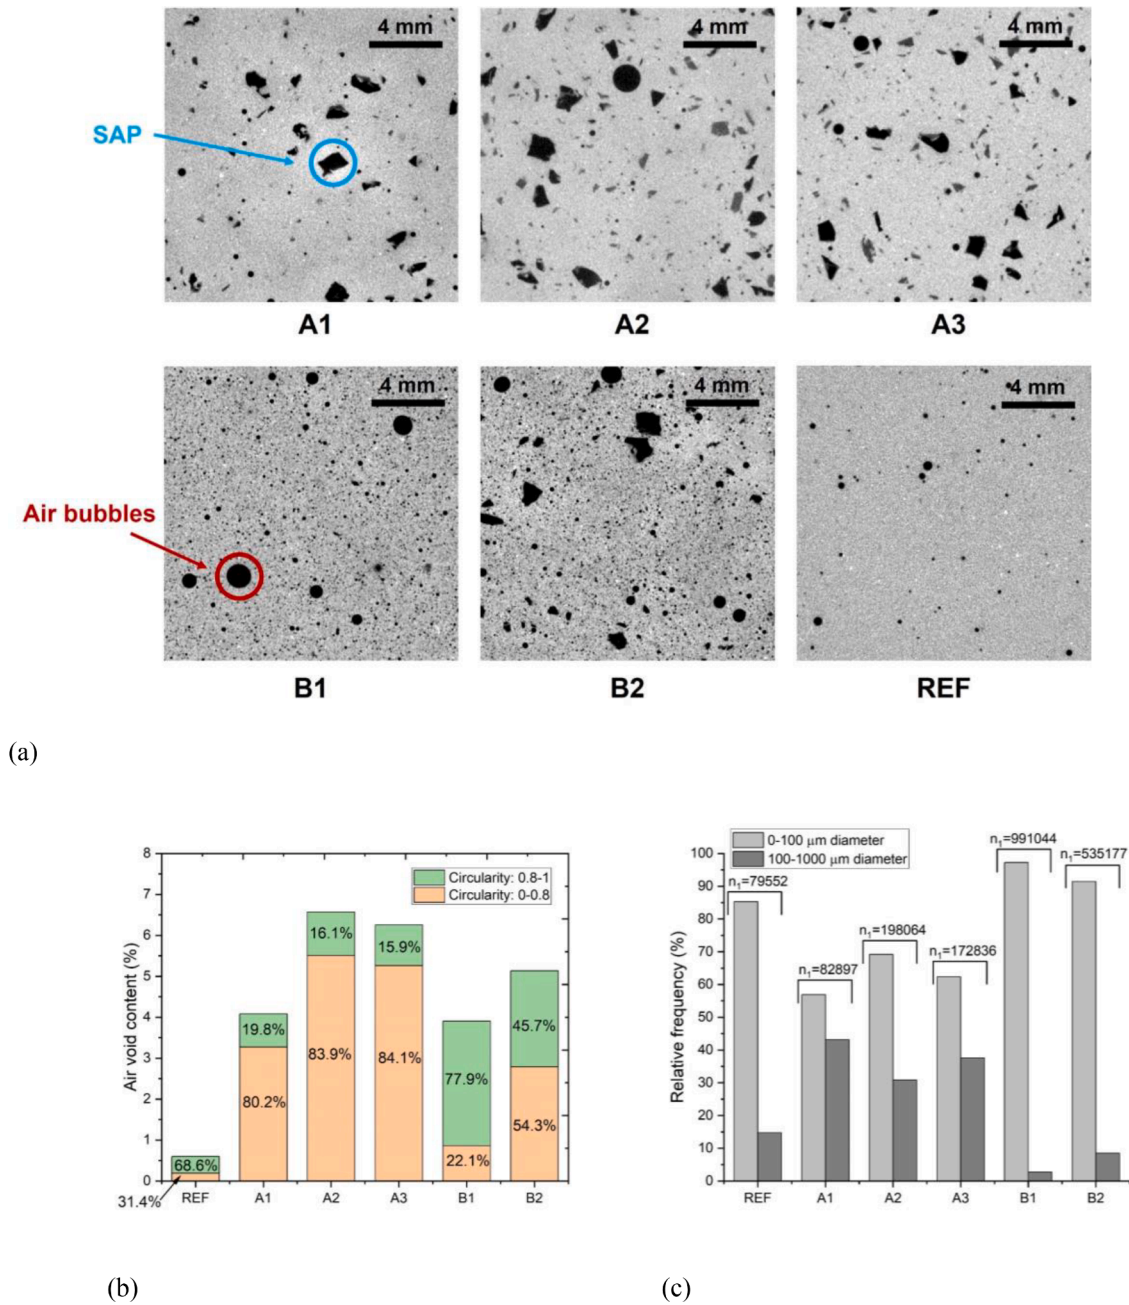 4 mm 4 mm 4 mm
SAP
A1 A2 A3
4 mm 4 mm 4 mm
Air bubbles
B1 B2 REF
(a)
8
7
6
5
4
3
2
1
0
Air void content (%)
Circularity: 0.8-1
Circularity: 0-0.8
68.6%
31.4%
19.8%
80.2%
16.1%
83.9%
15.9%
84.1%
77.9%
22.1%
45.7%
54.3%
REF A1 A2 A3 B1 B2
(b)
0-100 μm diameter
100-1000 μm diameter
100
90
80
70
60
50
40
30
20
10
0
Relative frequency (%)
n₁=79552
n₁=82897
n₁=198064
n₁=172836
n₁=991044
n₁=535177
REF A1 A2 A3 B1 B2
(c)